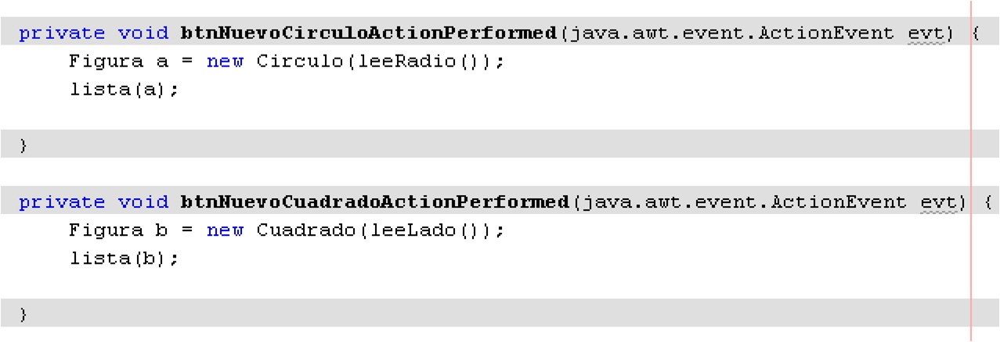 private void btnNuevoCirculoActionPerformed(java.awt.event.ActionEvent evt) {
Figura a = new Circulo(leeRadio());
lista(a);
}
private void btnNuevoCuadradoActionPerformed(java.awt.event.ActionEvent evt) {
Figura b = new Cuadrado(leeLado());
lista(b);
}